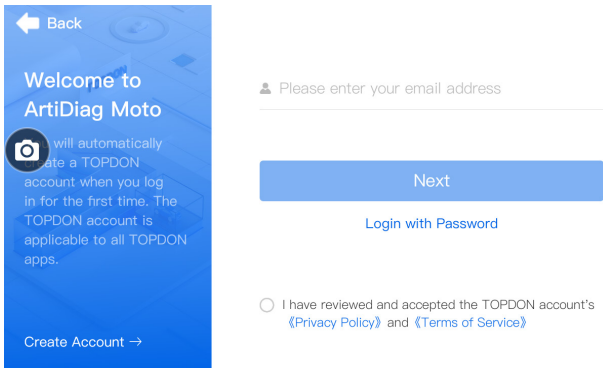 Back
Welcome to
ArtiDiag Moto
will automatically
create a TOPDON
account when you log
in for the first time. The
TOPDON account is
applicable to all TOPDON
apps.
Create Account →
Please enter your email address
Next
Login with Password
I have reviewed and accepted the TOPDON account's
《Privacy Policy》 and 《Terms of Service》